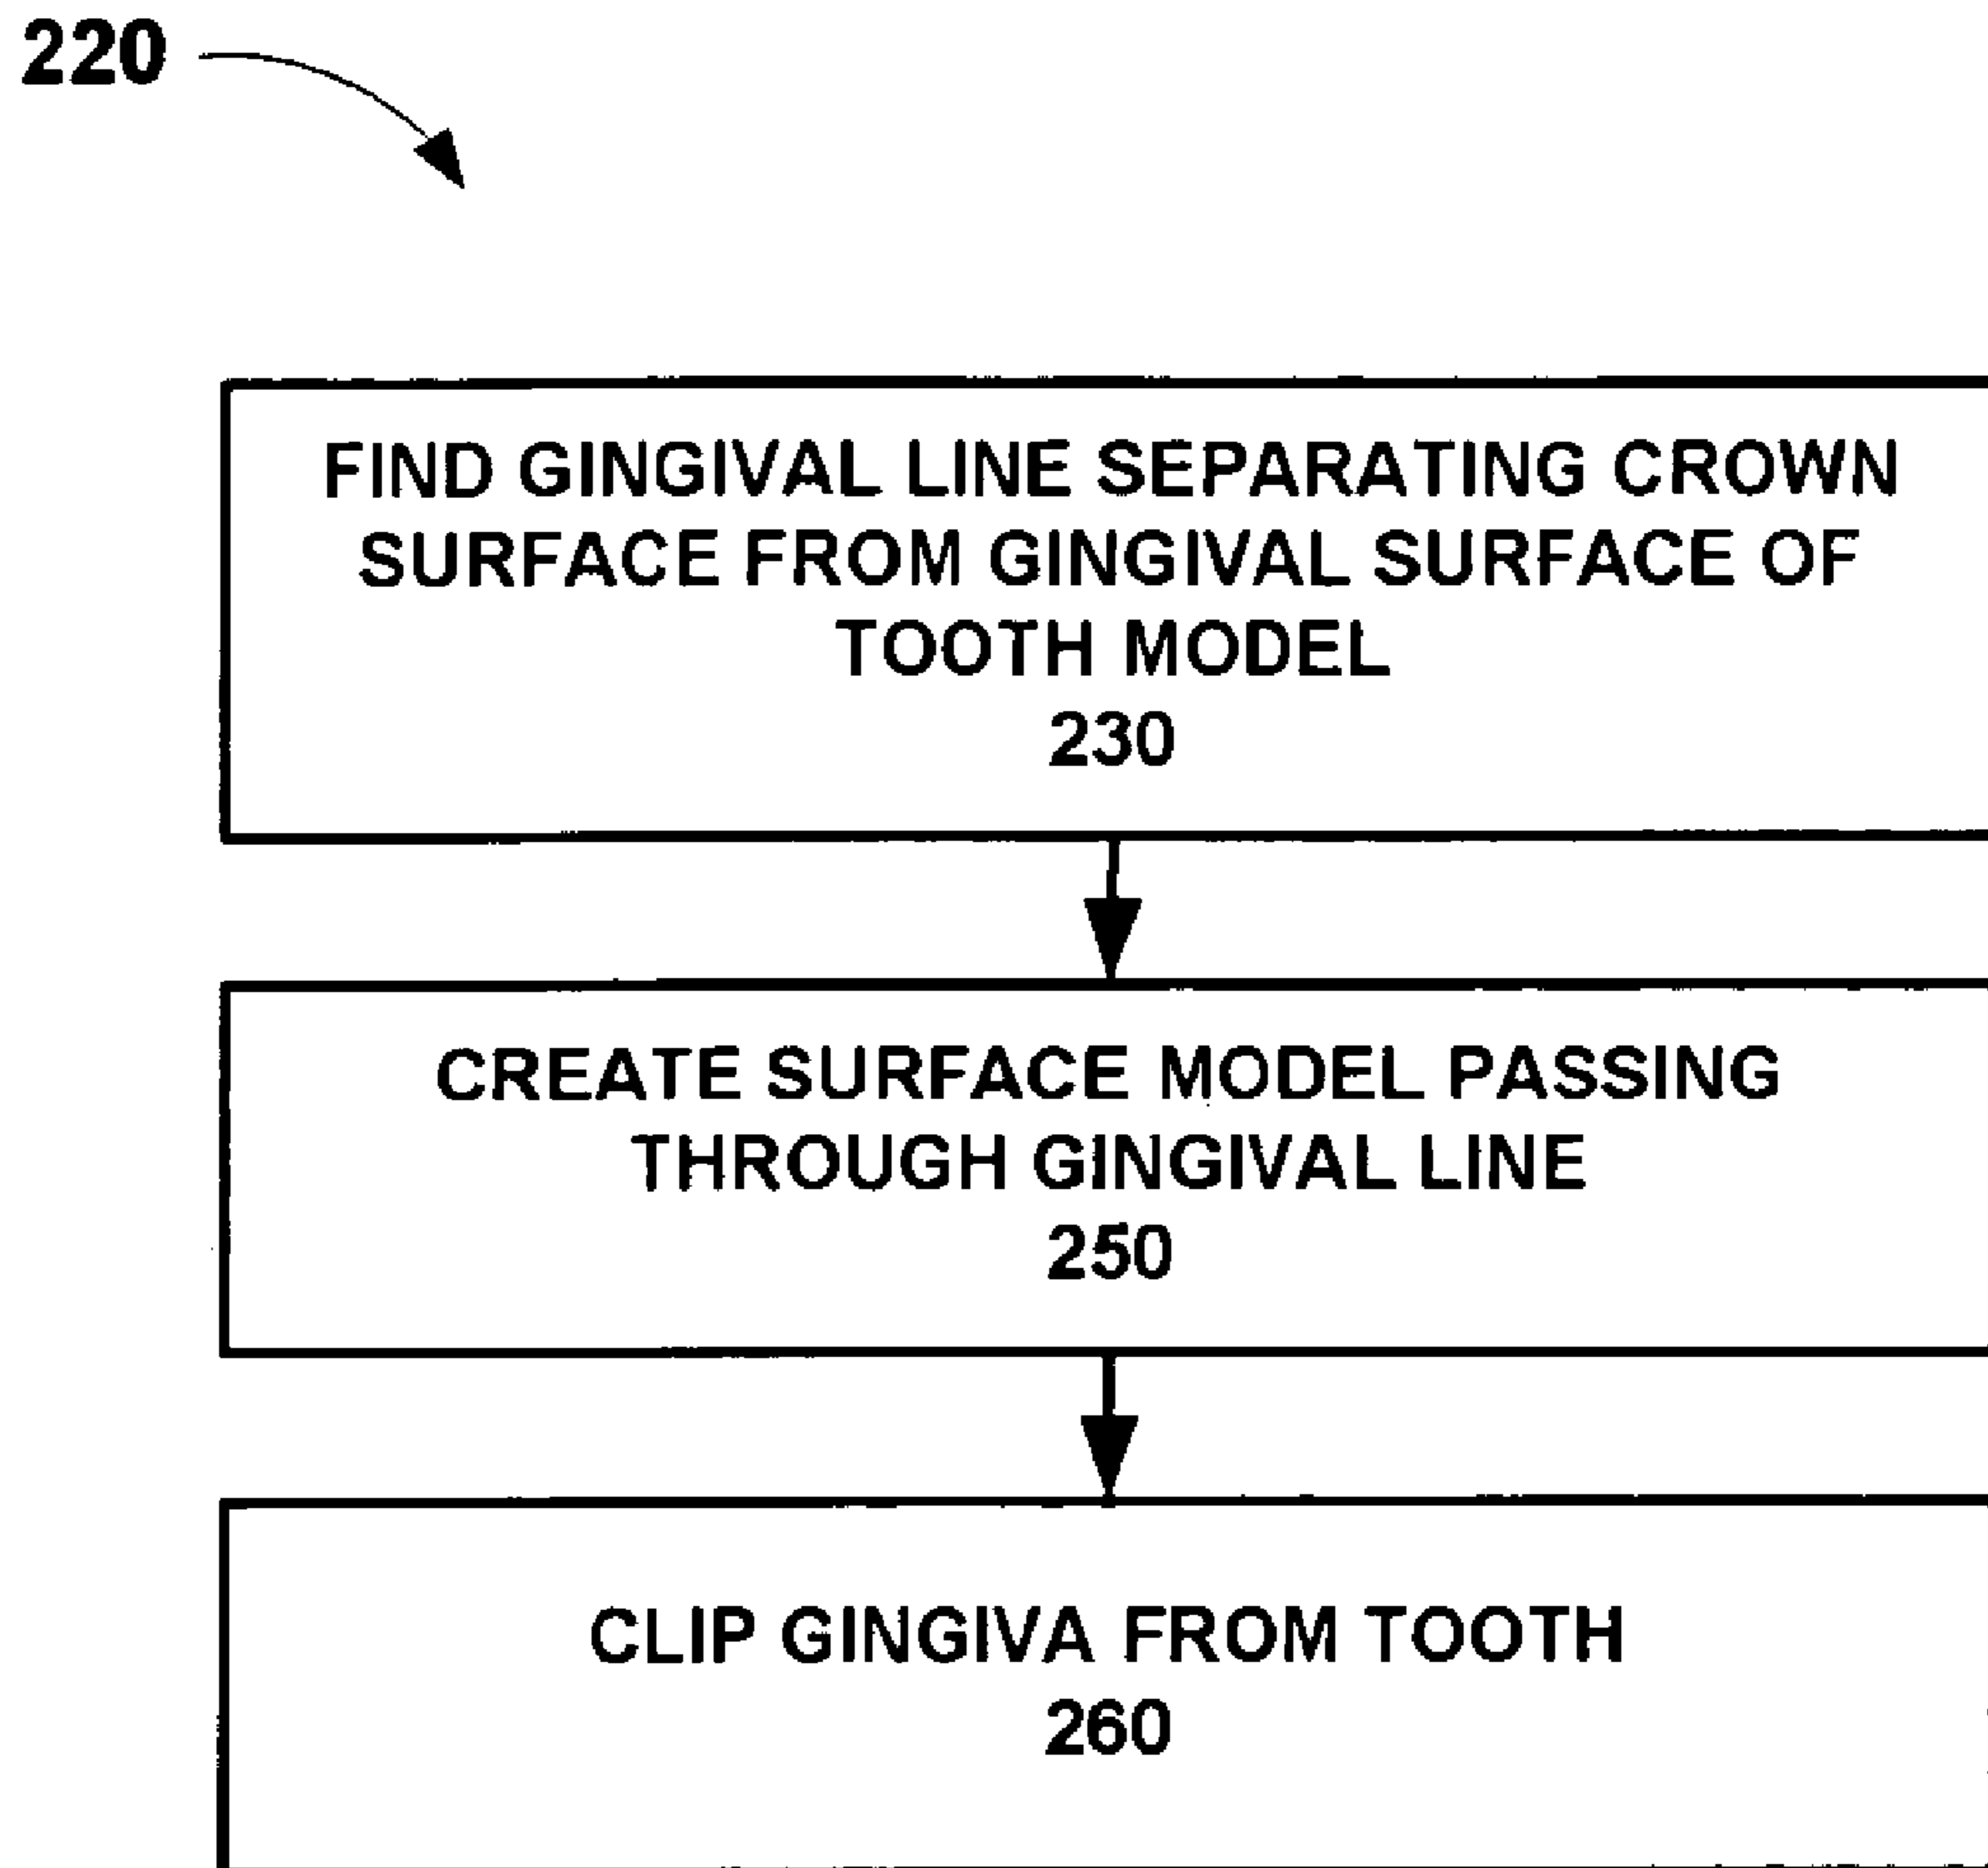 220
FIND GINGIVAL LINE SEPARATING CROWN
SURFACE FROM GINGIVAL SURFACE OF
TOOTH MODEL
230
CREATE SURFACE MODEL PASSING
THROUGH GINGIVAL LINE
250
CLIP GINGIVA FROM TOOTH
260